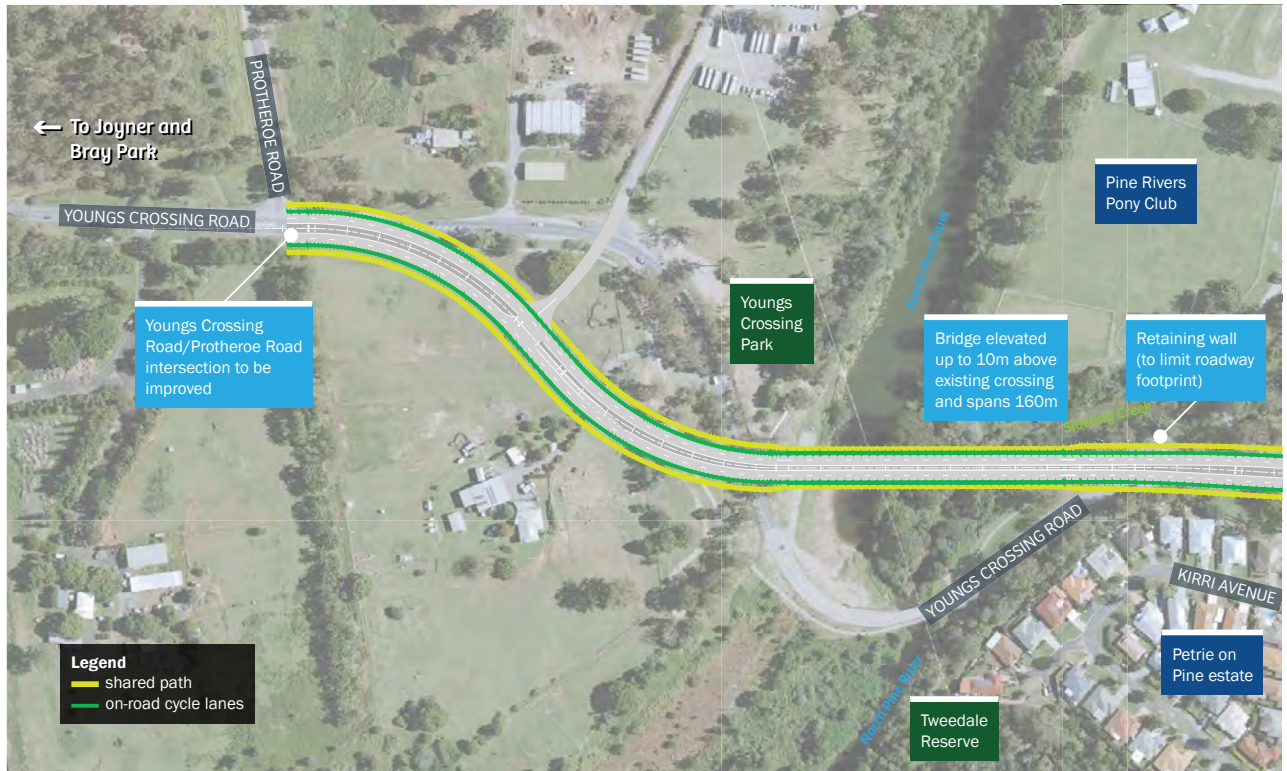 PROTHEROE ROAD
← To Joyner and
Bray Park
YOUNGS CROSSING ROAD
Youngs Crossing
Road/Protheroe Road
intersection to be
improved
Youngs
Crossing
Park
North Pine River
Pine Rivers
Pony Club
Bridge elevated
up to 10m above
existing crossing
and spans 160m
Retaining wall
(to limit roadway
footprint)
Sideling Creek
YOUNGS CROSSING ROAD
KIRRI AVENUE
Petrie on
Pine estate
North Pine River
Tweedale
Reserve
Legend
shared path
on-road cycle lanes